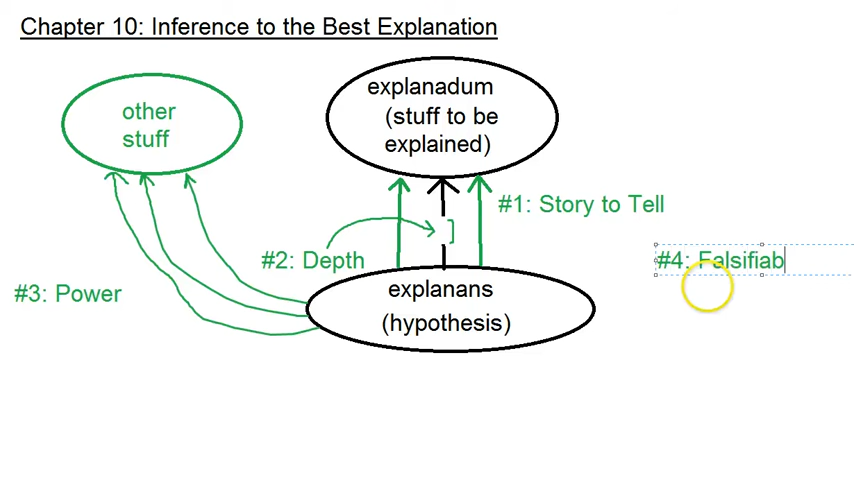 Chapter 10: Inference to the Best Explanation
other
stuff
explanadum
(stuff to be
explained)
#1: Story to Tell
#2: Depth
#3: Power
explanans
(hypothesis)
#4: Falsifiab